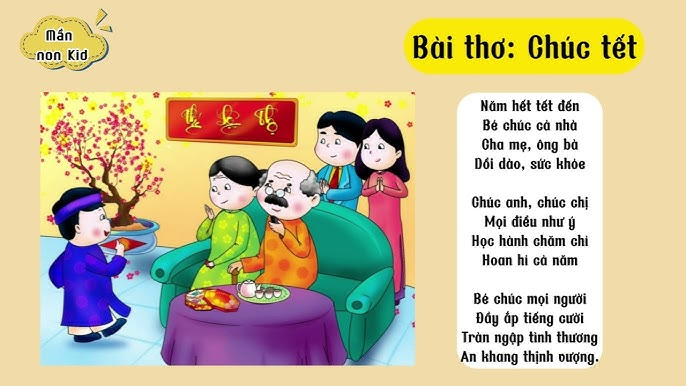 Mần
non Kid
Bài thơ: Chúc tết
Năm hết tết đến
Bé chúc cả nhà
Cha mẹ, ông bà
Dồi dào, sức khỏe
Chúc anh, chúc chị
Mọi điều như ý
Học hành chăm chỉ
Hoan hỉ cả năm
Bé chúc mọi người
Đầy ắp tiếng cười
Tràn ngập tình thương
An khang thịnh vượng.